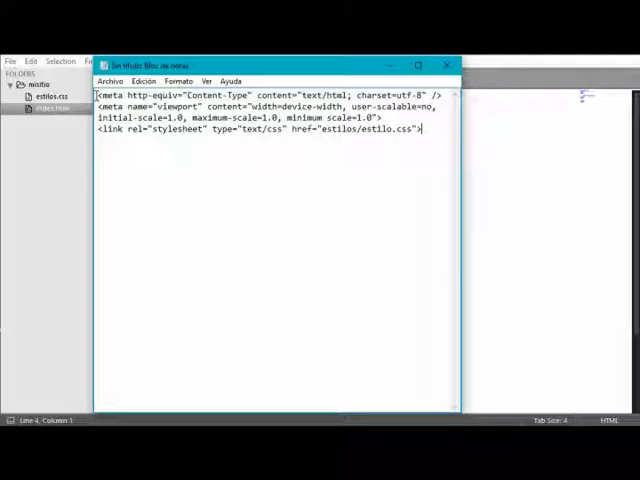 Sin título: Bloc de notas
File Edit Selection
Archivo Edición Formato Ver Ayuda
FOLDERS
misitio
estilos.css
index.html
<meta http-equiv="Content-Type" content="text/html; charset=utf-8" />
<meta name="viewport" content="width=device-width, user-scalable=no,
initial-scale=1.0, maximum-scale=1.0, minimum scale=1.0">
<link rel="stylesheet" type="text/css" href="estilos/estilo.css">
Line 4, Column 1
Tab Size: 4
HTML